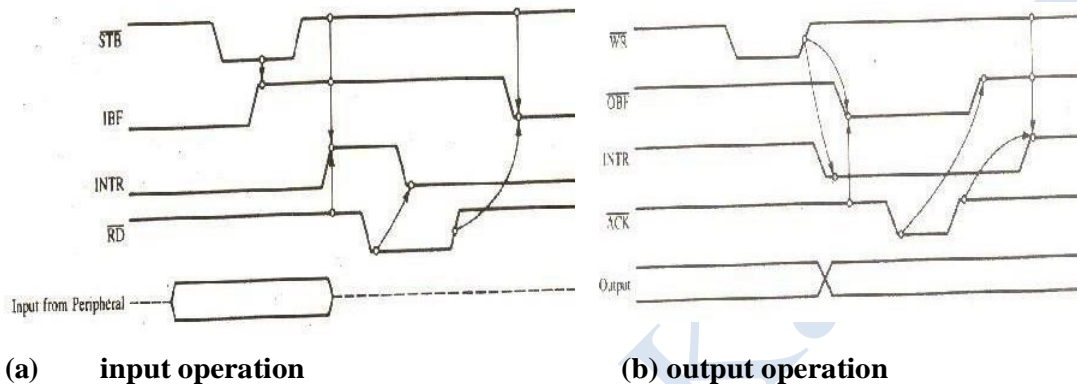 STB
IBF
INTR
RD
Input from Peripheral
WR
OBF
INTR
ACK
Output
(a) input operation
(b) output operation